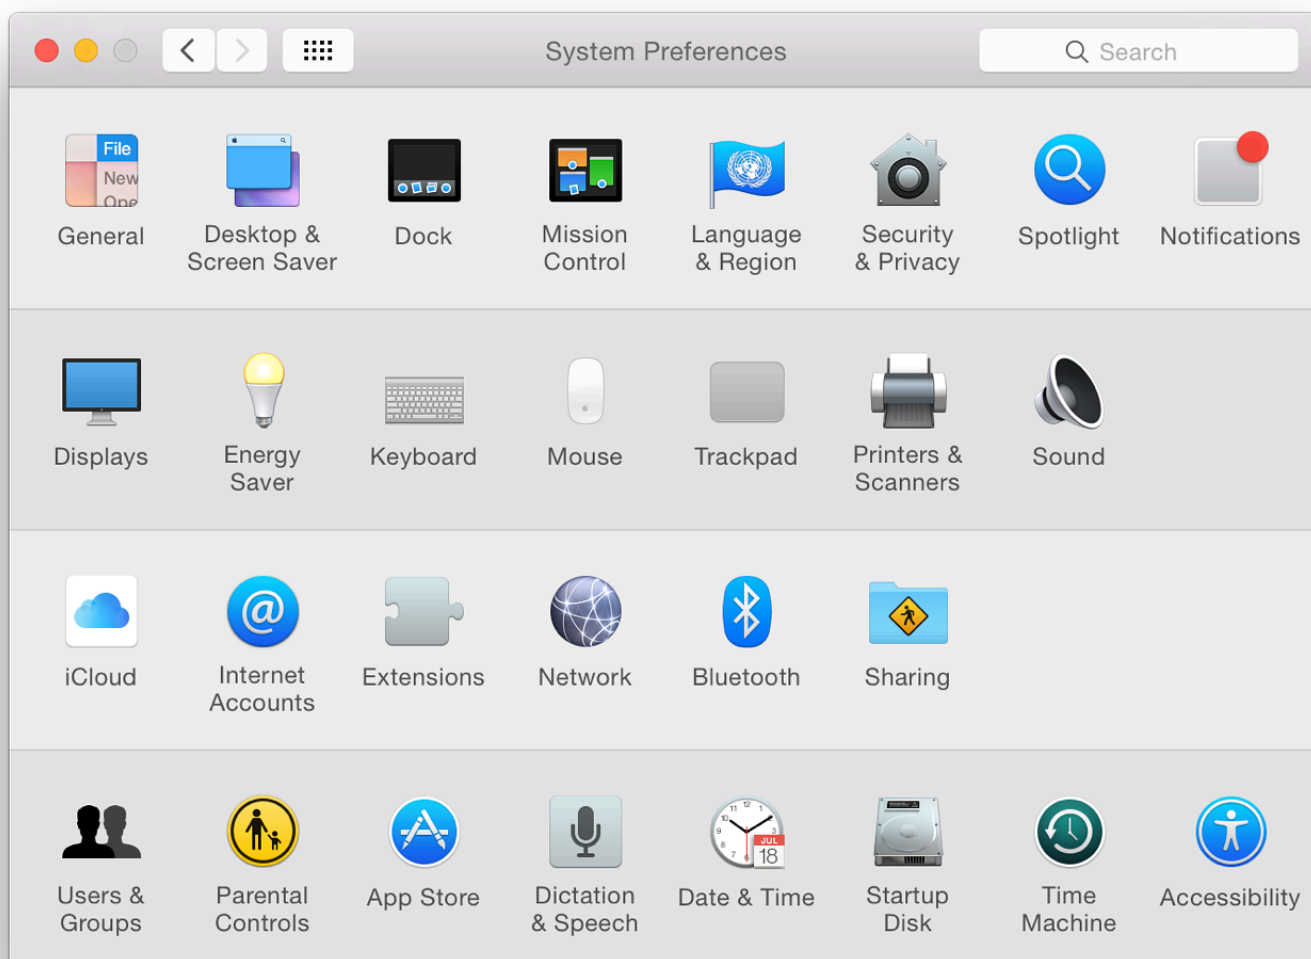 System Preferences
Search
File
New
Ope
General
Desktop &
Screen Saver
Dock
Mission
Control
Language
& Region
Security
& Privacy
Spotlight
Notifications
Displays
Energy
Saver
Keyboard
Mouse
Trackpad
Printers &
Scanners
Sound
iCloud
@
Internet
Accounts
Extensions
Network
Bluetooth
Sharing
Users &
Groups
Parental
Controls
App Store
Dictation
& Speech
JUL
18
Date & Time
Startup
Disk
Time
Machine
Accessibility